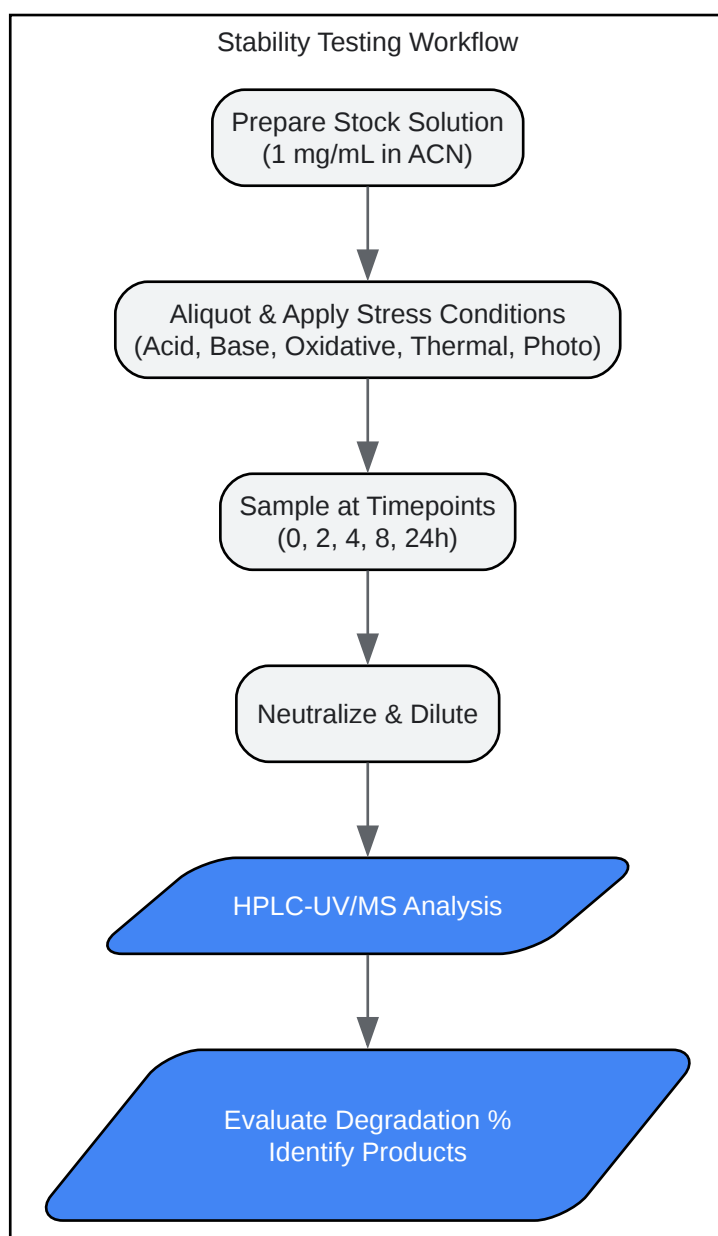 Stability Testing Workflow
Prepare Stock Solution
(1 mg/mL in ACN)
Aliquot & Apply Stress Conditions
(Acid, Base, Oxidative, Thermal, Photo)
Sample at Timepoints
(0, 2, 4, 8, 24h)
Neutralize & Dilute
HPLC-UV/MS Analysis
Evaluate Degradation %
Identify Products